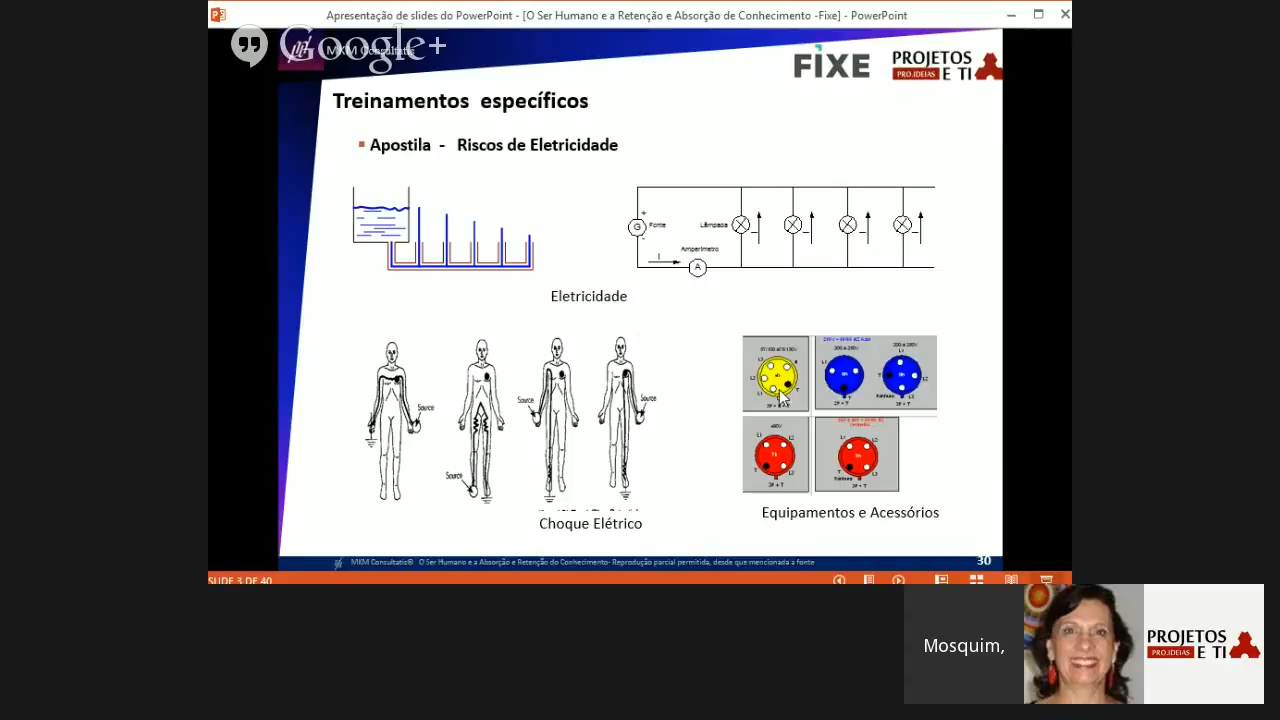 Apresentação de slides do PowerPoint - [O Ser Humano e a Retenção e Absorção de Conhecimento -Fixe] - PowerPoint
Google+
MKM Consultatis
FIXE
PROJETOS
PRO.IDEIAS E TI
Treinamentos específicos
Apostila - Riscos de Eletricidade
G
Fonte
Lâmpada
Amperímetro
I
A
Eletricidade
Source
Source
Source
Source
Choque Elétrico
Equipamentos e Acessórios
MKM Consultatis® O Ser Humano e a Absorção e Retenção do Conhecimento- Reprodução parcial permitida, desde que mencionada a fonte
30
SLIDE 3 DE 40
Mosquim,
PROJETOS
PRO.IDEIAS E TI